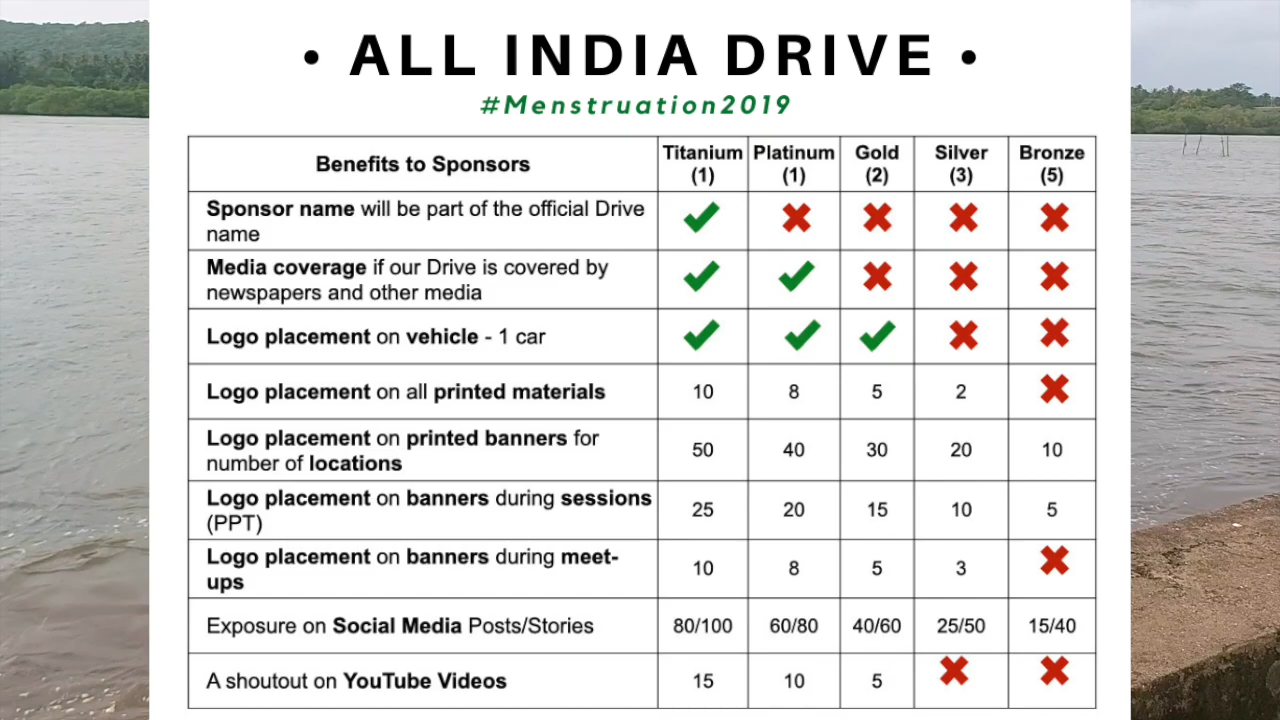 • ALL INDIA DRIVE •
#Menstruation2019
Benefits to Sponsors Titanium (1) Platinum (1) Gold (2) Silver (3) Bronze (5)
Sponsor name will be part of the official Drive
name
Media coverage if our Drive is covered by
newspapers and other media
Logo placement on vehicle - 1 car
Logo placement on all printed materials 10 8 5 2
Logo placement on printed banners for
number of locations 50 40 30 20 10
Logo placement on banners during sessions
(PPT) 25 20 15 10 5
Logo placement on banners during meet-
ups 10 8 5 3
Exposure on Social Media Posts/Stories 80/100 60/80 40/60 25/50 15/40
A shoutout on YouTube Videos 15 10 5